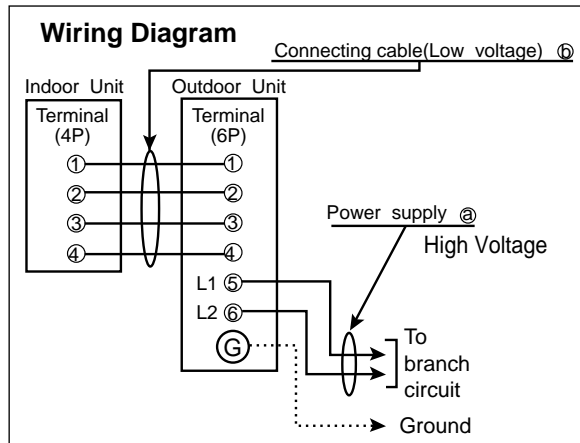 Wiring Diagram
Connecting cable(Low voltage) ⓑ
Indoor Unit
Outdoor Unit
Terminal
(4P)
Terminal
(6P)
① ①
② ②
③ ③
④ ④
Power supply ⓐ
High Voltage
L1 ⑤
L2 ⑥
Ⓖ
To
branch
circuit
Ground